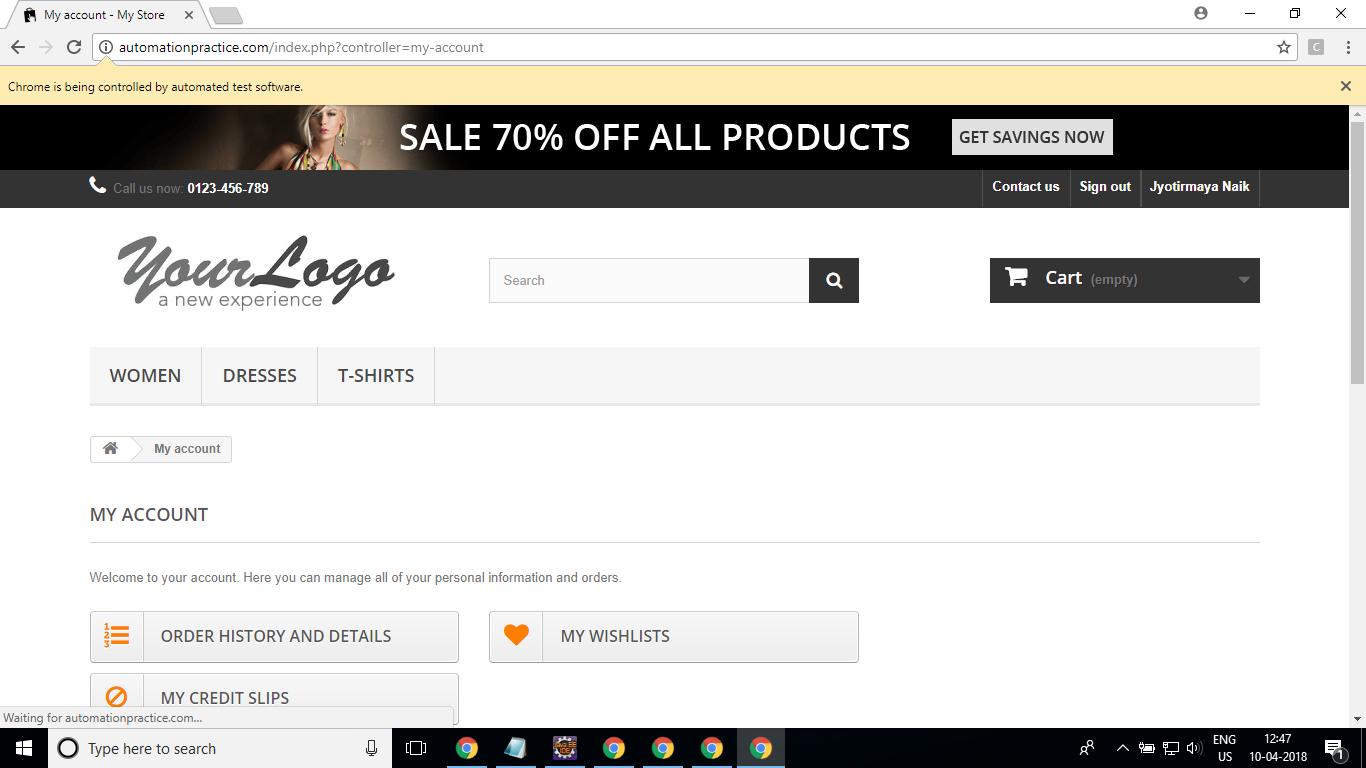 My account - My Store
automationpractice.com/index.php?controller=my-account
C
Chrome is being controlled by automated test software.
SALE 70% OFF ALL PRODUCTS
GET SAVINGS NOW
Call us now: 0123-456-789
Contact us
Sign out
Jyotirmaya Naik
YourLogo
a new experience
Search
Cart (empty)
WOMEN
DRESSES
T-SHIRTS
My account
MY ACCOUNT
Welcome to your account. Here you can manage all of your personal information and orders.
1
2
3
ORDER HISTORY AND DETAILS
MY WISHLISTS
MY CREDIT SLIPS
Waiting for automationpractice.com...
Type here to search
ENG
US
12:47
10-04-2018
1